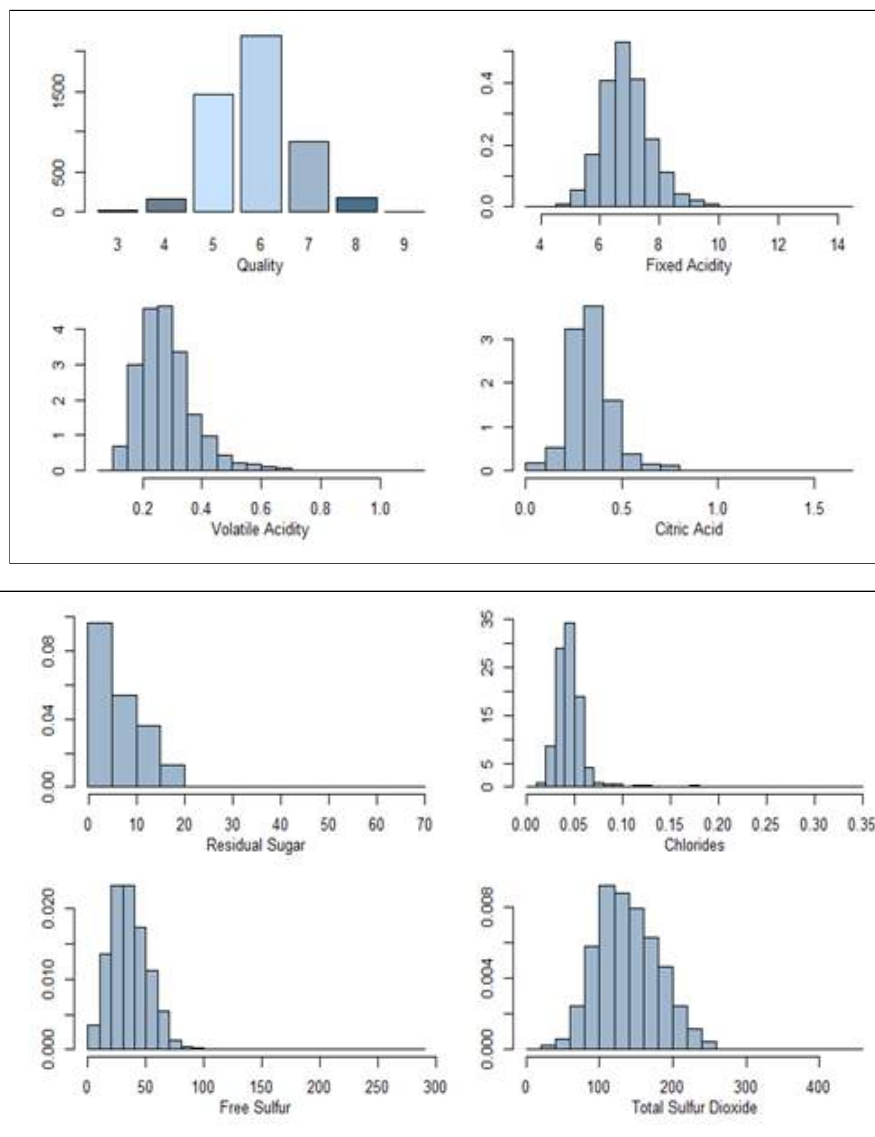 1500
500
0
3 4 5 6 7 8 9
Quality
0.4
0.2
0.0
4 6 8 10 12 14
Fixed Acidity
4
3
2
1
0
0.2 0.4 0.6 0.8 1.0
Volatile Acidity
3
2
1
0
0.0 0.5 1.0 1.5
Citric Acid
0.08
0.04
0.00
0 10 20 30 40 50 60 70
Residual Sugar
35
25
15
5
0
0.00 0.05 0.10 0.15 0.20 0.25 0.30 0.35
Chlorides
0.020
0.010
0.000
0 50 100 150 200 250 300
Free Sulfur
0.008
0.004
0.000
0 100 200 300 400
Total Sulfur Dioxide